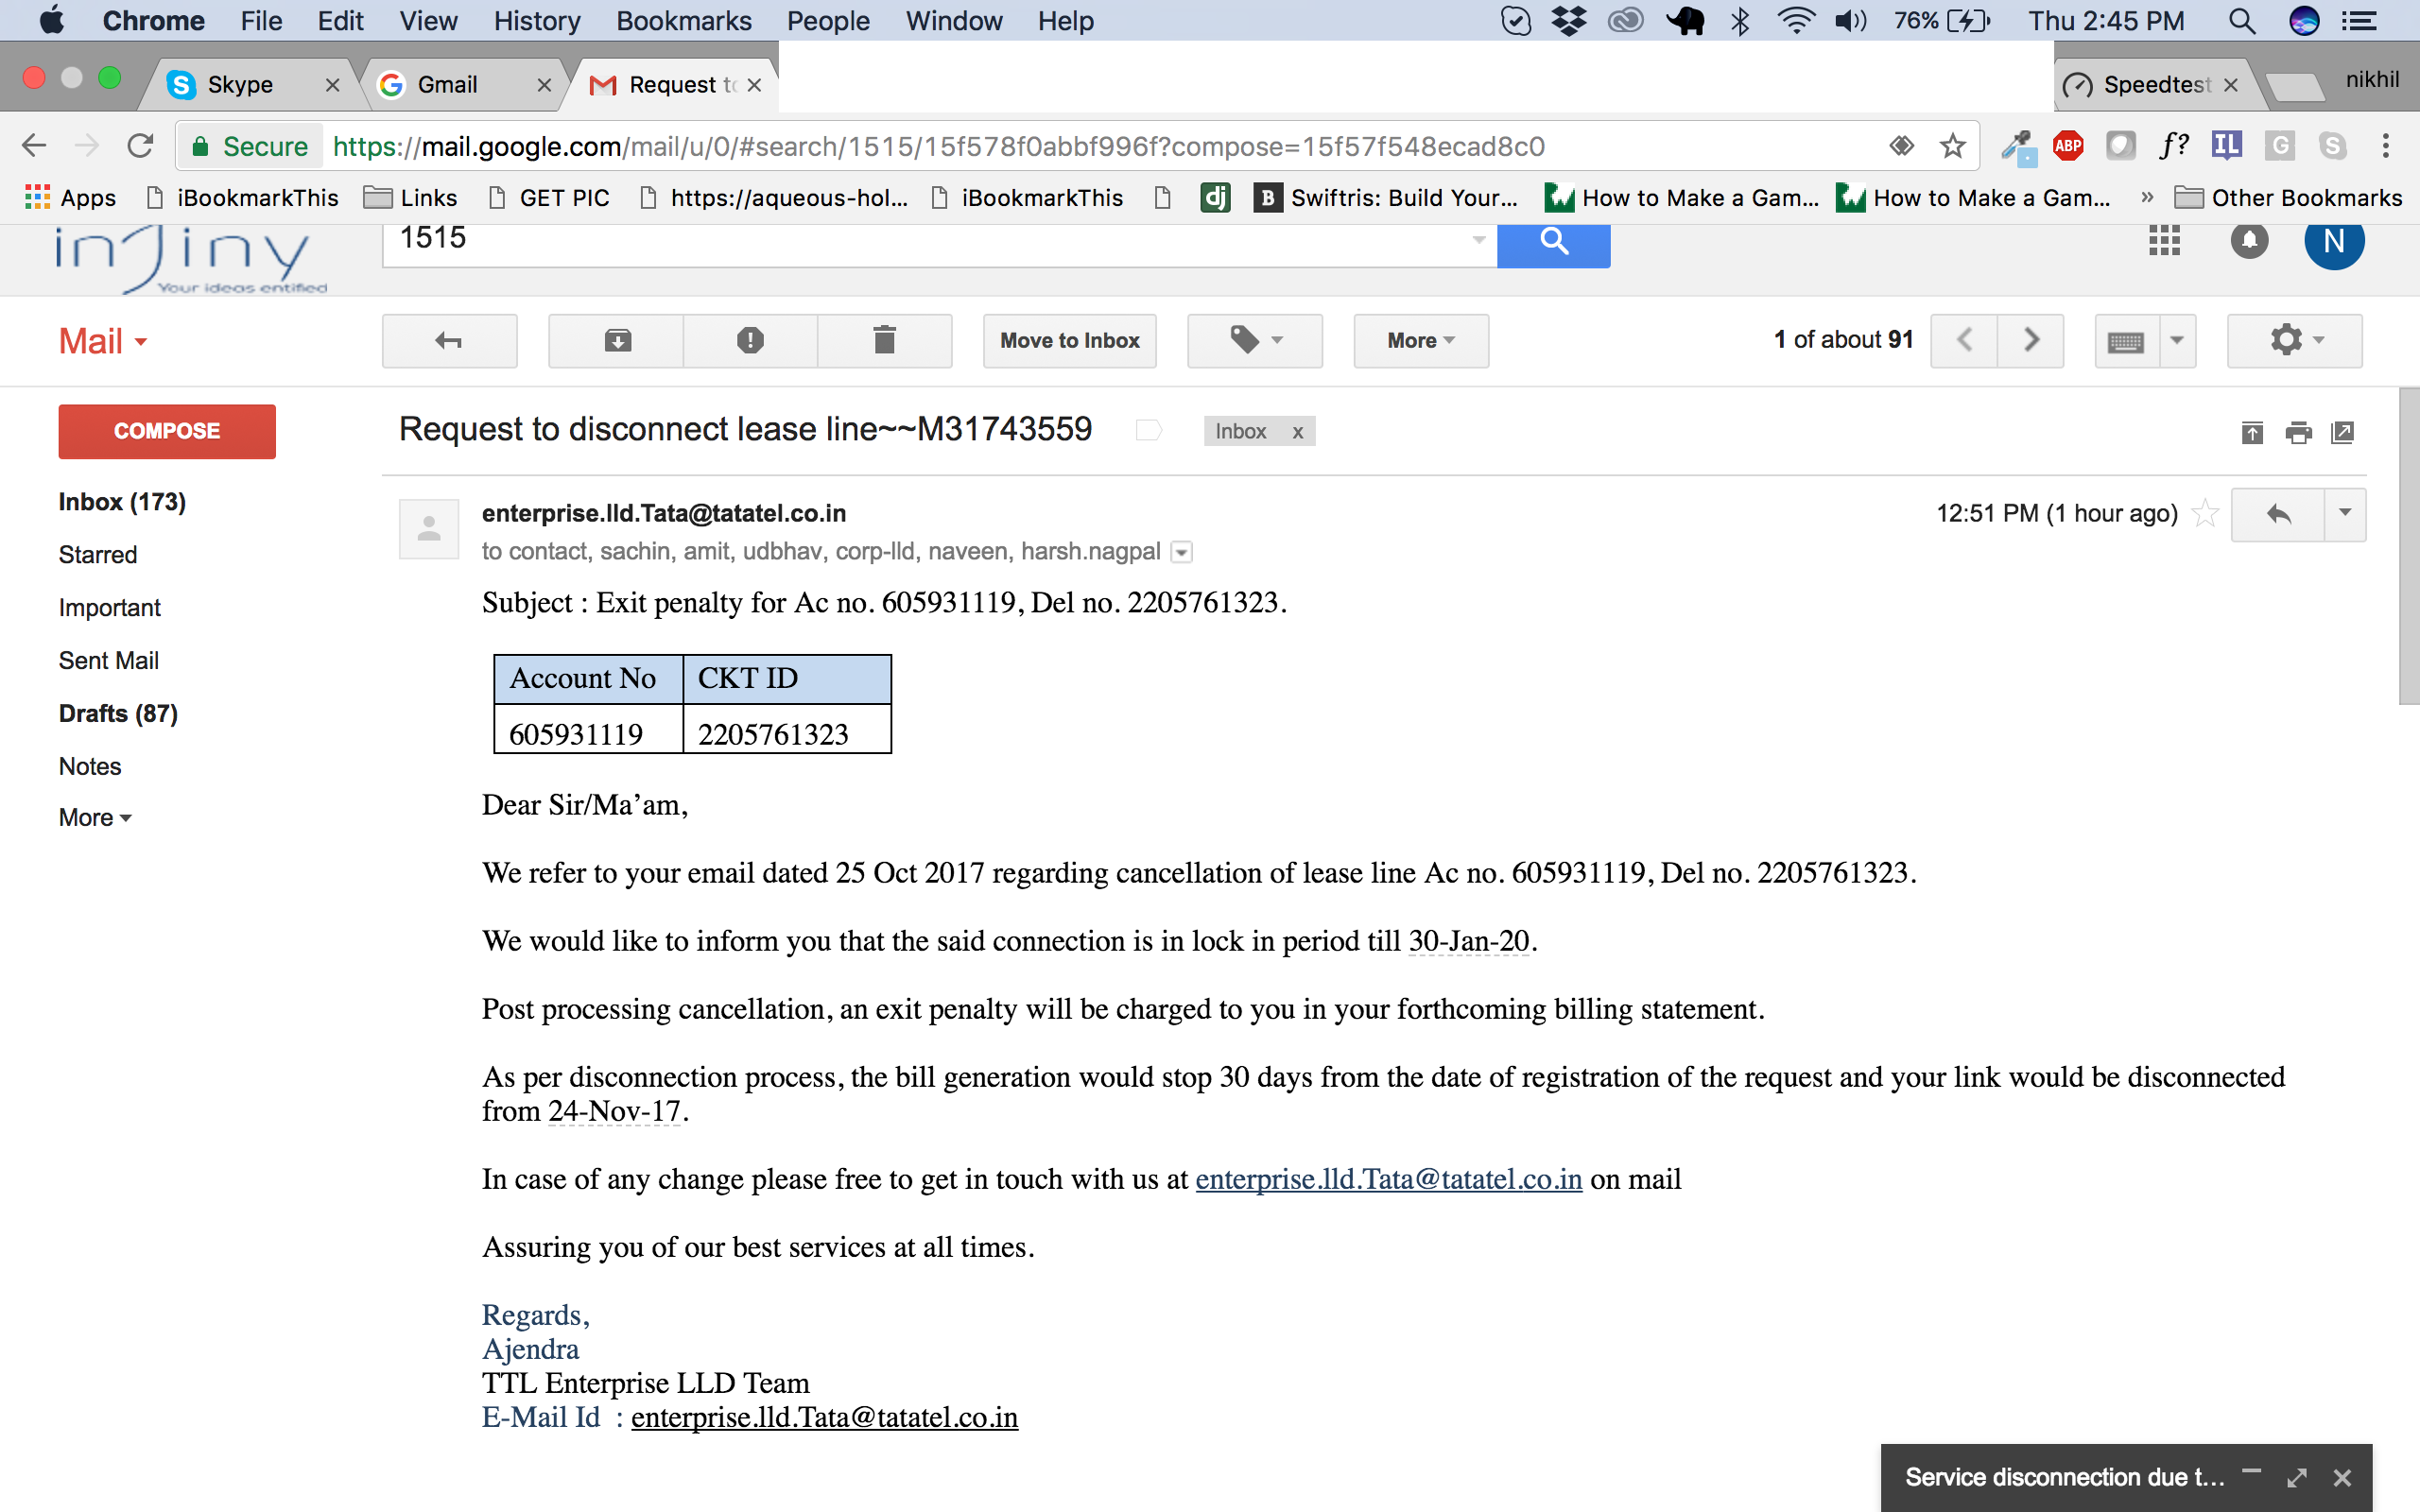 Chrome File Edit View History Bookmarks People Window Help 76% Thu 2:45 PM
Skype Gmail Request to Speedtest nikhil
Secure https://mail.google.com/mail/u/0/#search/1515/15f578f0abbf996f?compose=15f57f548ecad8c0 ABP f? IL G S
Apps iBookmarkThis Links GET PIC https://aqueous-hol... iBookmarkThis dj B Swiftris: Build Your... How to Make a Gam... How to Make a Gam... » Other Bookmarks
inJiny 1515 N
Your ideas entified
Mail Move to Inbox More 1 of about 91
COMPOSE
Request to disconnect lease line~~M31743559 Inbox x
Inbox (173)
Starred
Important
Sent Mail
Drafts (87)
Notes
More
enterprise.lld.Tata@tatatel.co.in 12:51 PM (1 hour ago)
to contact, sachin, amit, udbhav, corp-lld, naveen, harsh.nagpal
Subject : Exit penalty for Ac no. 605931119, Del no. 2205761323.
Account No CKT ID
605931119 2205761323
Dear Sir/Ma’am,
We refer to your email dated 25 Oct 2017 regarding cancellation of lease line Ac no. 605931119, Del no. 2205761323.
We would like to inform you that the said connection is in lock in period till 30-Jan-20.
Post processing cancellation, an exit penalty will be charged to you in your forthcoming billing statement.
As per disconnection process, the bill generation would stop 30 days from the date of registration of the request and your link would be disconnected
from 24-Nov-17.
In case of any change please free to get in touch with us at enterprise.lld.Tata@tatatel.co.in on mail
Assuring you of our best services at all times.
Regards,
Ajendra
TTL Enterprise LLD Team
E-Mail Id : enterprise.lld.Tata@tatatel.co.in
Service disconnection due t...